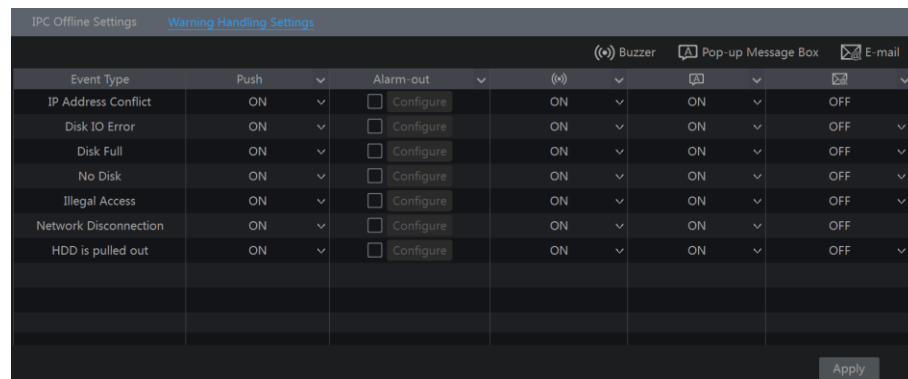 IPC Offline Settings Warning Handling Settings
Buzzer Pop-up Message Box E-mail
Event Type Push Alarm-out
IP Address Conflict ON Configure ON ON OFF
Disk IO Error ON Configure ON ON OFF
Disk Full ON Configure ON ON OFF
No Disk ON Configure ON ON OFF
Illegal Access ON Configure ON ON OFF
Network Disconnection ON Configure ON ON OFF
HDD is pulled out ON Configure ON ON OFF
Apply